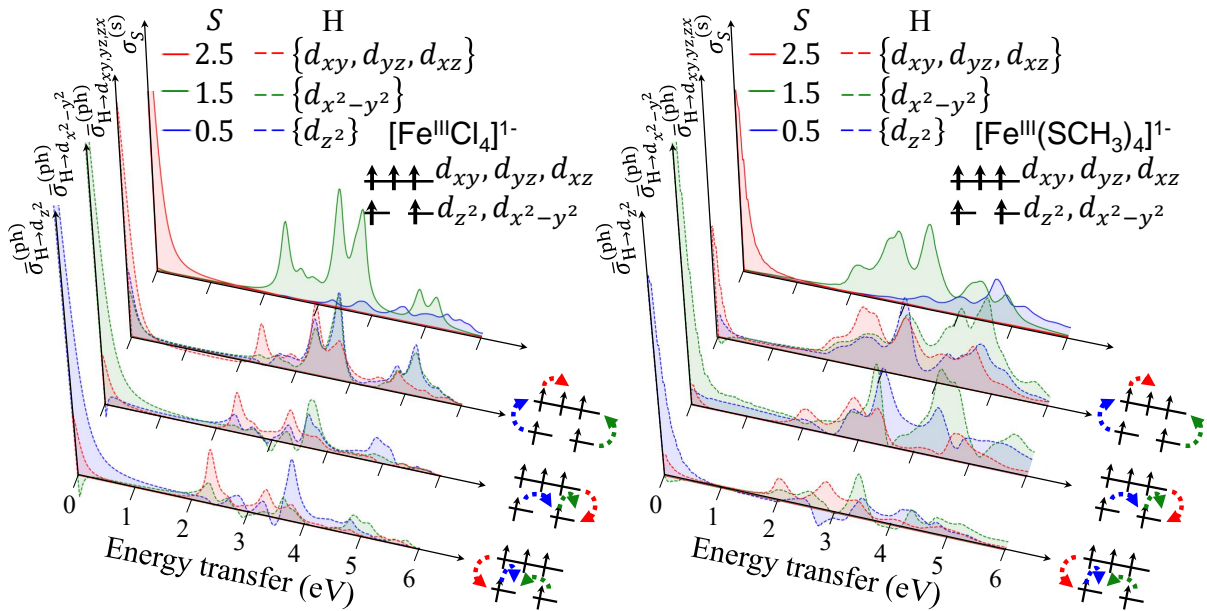 S H
2.5 {d_xy, d_yz, d_xz}
1.5 {d_x²−y²}
0.5 {d_z²} [Fe^IIICl₄]^1-
d_xy, d_yz, d_xz
d_z², d_x²−y²
σ_S^(s)
σ̄_H→d_xy,yz,zx^(ph)
σ̄_H→d_x²−y²^(ph)
σ̄_H→d_z²^(ph)
0 1 2 3 4 5 6
Energy transfer (eV)
S H
2.5 {d_xy, d_yz, d_xz}
1.5 {d_x²−y²}
0.5 {d_z²} [Fe^III(SCH₃)₄]^1-
d_xy, d_yz, d_xz
d_z², d_x²−y²
σ_S^(s)
σ̄_H→d_xy,yz,zx^(ph)
σ̄_H→d_x²−y²^(ph)
σ̄_H→d_z²^(ph)
0 1 2 3 4 5 6
Energy transfer (eV)